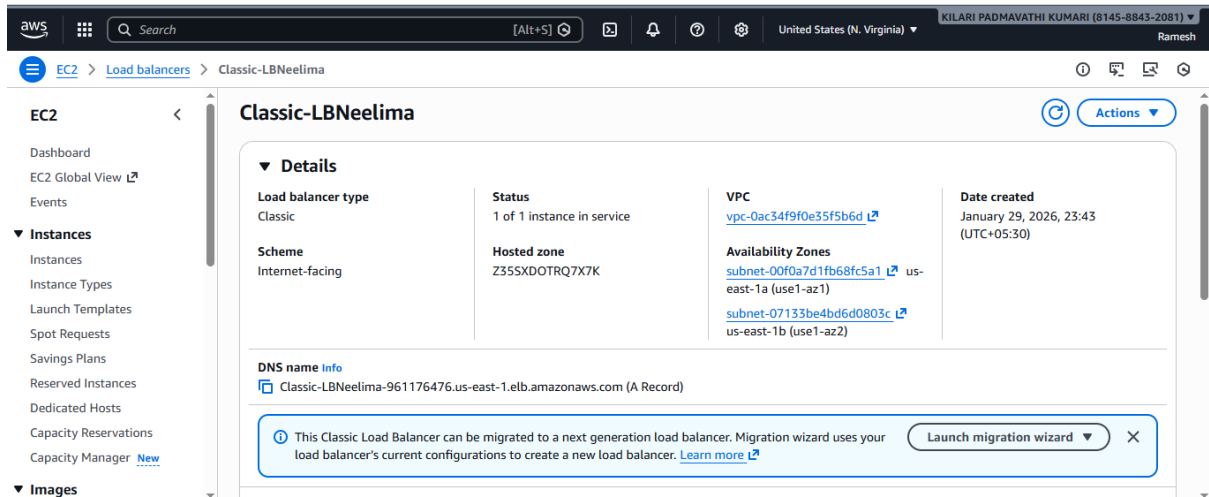 aws
Search
[Alt+S]
United States (N. Virginia) ▼
KILARI PADMAVATHI KUMARI (8145-8843-2081) ▼
Ramesh
EC2 > Load balancers > Classic-LBNeelima
EC2
Dashboard
EC2 Global View
Events
▼ Instances
Instances
Instance Types
Launch Templates
Spot Requests
Savings Plans
Reserved Instances
Dedicated Hosts
Capacity Reservations
Capacity Manager New
▼ Images
Classic-LBNeelima
Actions ▼
▼ Details
Load balancer type
Classic
Scheme
Internet-facing
Status
1 of 1 instance in service
Hosted zone
Z35SXDOTRQ7X7K
VPC
vpc-0ac34f9f0e35f5b6d
Availability Zones
subnet-00f0a7d1fb68fc5a1 us-
east-1a (use1-az1)
subnet-07133be4bd6d0803c
us-east-1b (use1-az2)
Date created
January 29, 2026, 23:43
(UTC+05:30)
DNS name Info
Classic-LBNeelima-961176476.us-east-1.elb.amazonaws.com (A Record)
This Classic Load Balancer can be migrated to a next generation load balancer. Migration wizard uses your
load balancer's current configurations to create a new load balancer. Learn more
Launch migration wizard ▼